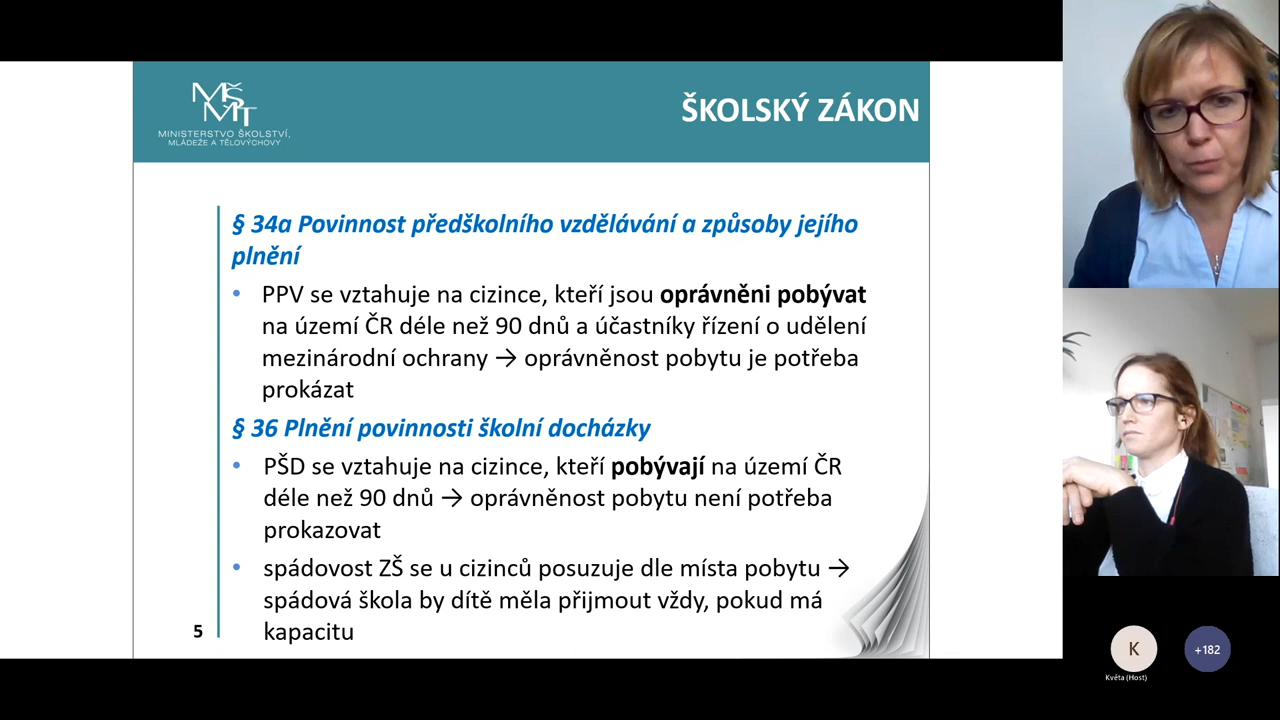 MŠMT
MINISTERSTVO ŠKOLSTVÍ,
MLÁDEŽE A TĚLOVÝCHOVY
ŠKOLSKÝ ZÁKON
§ 34a Povinnost předškolního vzdělávání a způsoby jejího
plnění
• PPV se vztahuje na cizince, kteří jsou oprávněni pobývat
na území ČR déle než 90 dnů a účastníky řízení o udělení
mezinárodní ochrany → oprávněnost pobytu je potřeba
prokázat
§ 36 Plnění povinnosti školní docházky
• PŠD se vztahuje na cizince, kteří pobývají na území ČR
déle než 90 dnů → oprávněnost pobytu není potřeba
prokazovat
• spádovost ZŠ se u cizinců posuzuje dle místa pobytu →
spádová škola by dítě měla přijmout vždy, pokud má
kapacitu
5
K
+182
Květa (Host)